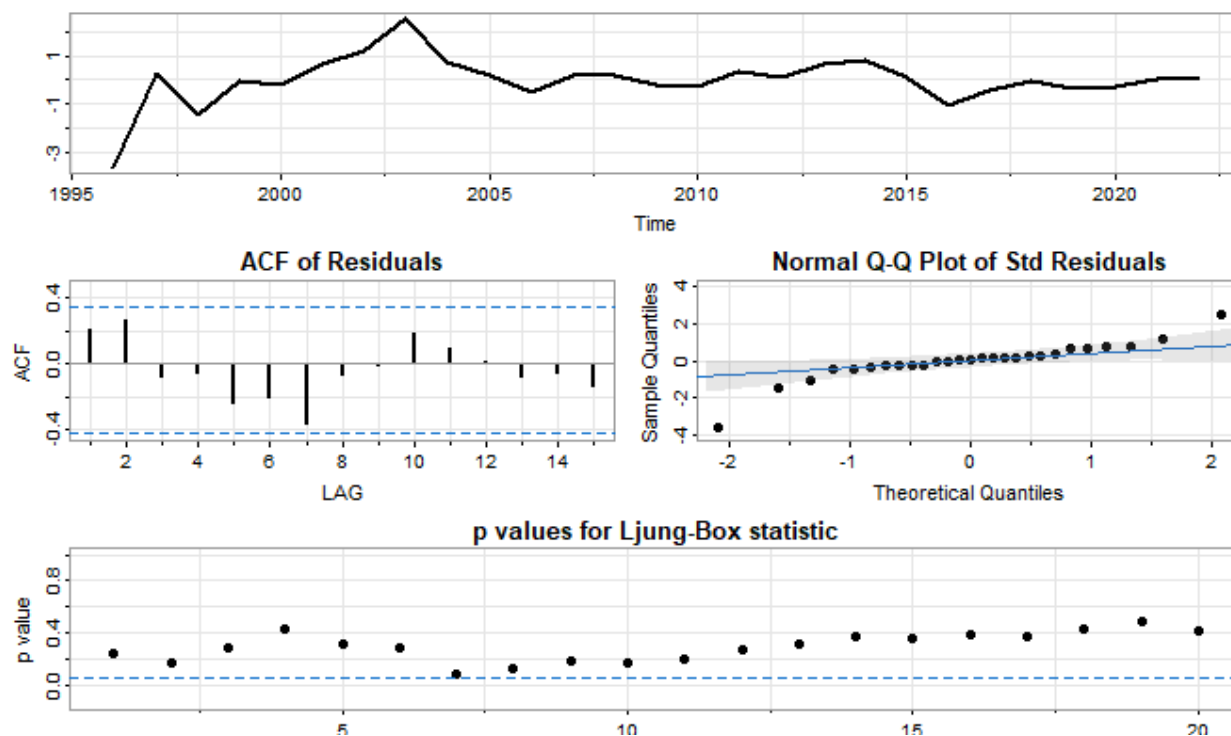 1
-1
-3
1995 2000 2005 2010 2015 2020
Time
ACF of Residuals
0.4
0.0
-0.4
ACF
2 4 6 8 10 12 14
LAG
Normal Q-Q Plot of Std Residuals
4
2
0
-2
-4
Sample Quantiles
-2 -1 0 1 2
Theoretical Quantiles
p values for Ljung-Box statistic
0.8
0.4
0.0
p value
5 10 15 20